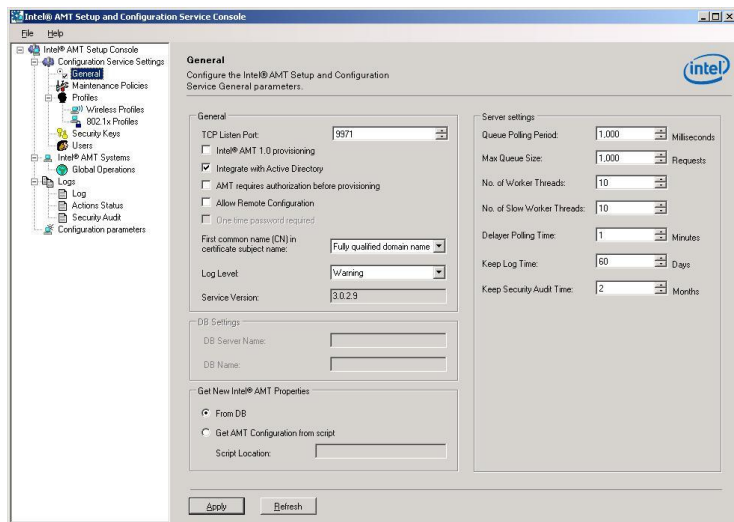 Intel® AMT Setup and Configuration Service Console
File Help
Intel® AMT Setup Console
Configuration Service Settings
General
Maintenance Policies
Profiles
Wireless Profiles
802.1x Profiles
Security Keys
Users
Intel® AMT Systems
Global Operations
Logs
Log
Actions Status
Security Audit
Configuration parameters
General
Configure the Intel® AMT Setup and Configuration
Service General parameters.
intel
General
TCP Listen Port: 9971
Intel® AMT 1.0 provisioning
Integrate with Active Directory
AMT requires authorization before provisioning
Allow Remote Configuration
One time password required
First common name (CN) in
certificate subject name: Fully qualified domain name
Log Level: Warning
Service Version: 3.0.2.9
DB Settings
DB Server Name:
DB Name:
Get New Intel® AMT Properties
From DB
Get AMT Configuration from script
Script Location:
Server settings
Queue Polling Period: 1,000 Milliseconds
Max Queue Size: 1,000 Requests
No. of Worker Threads: 10
No. of Slow Worker Threads: 10
Delayer Polling Time: 1 Minutes
Keep Log Time: 60 Days
Keep Security Audit Time: 2 Months
Apply Refresh